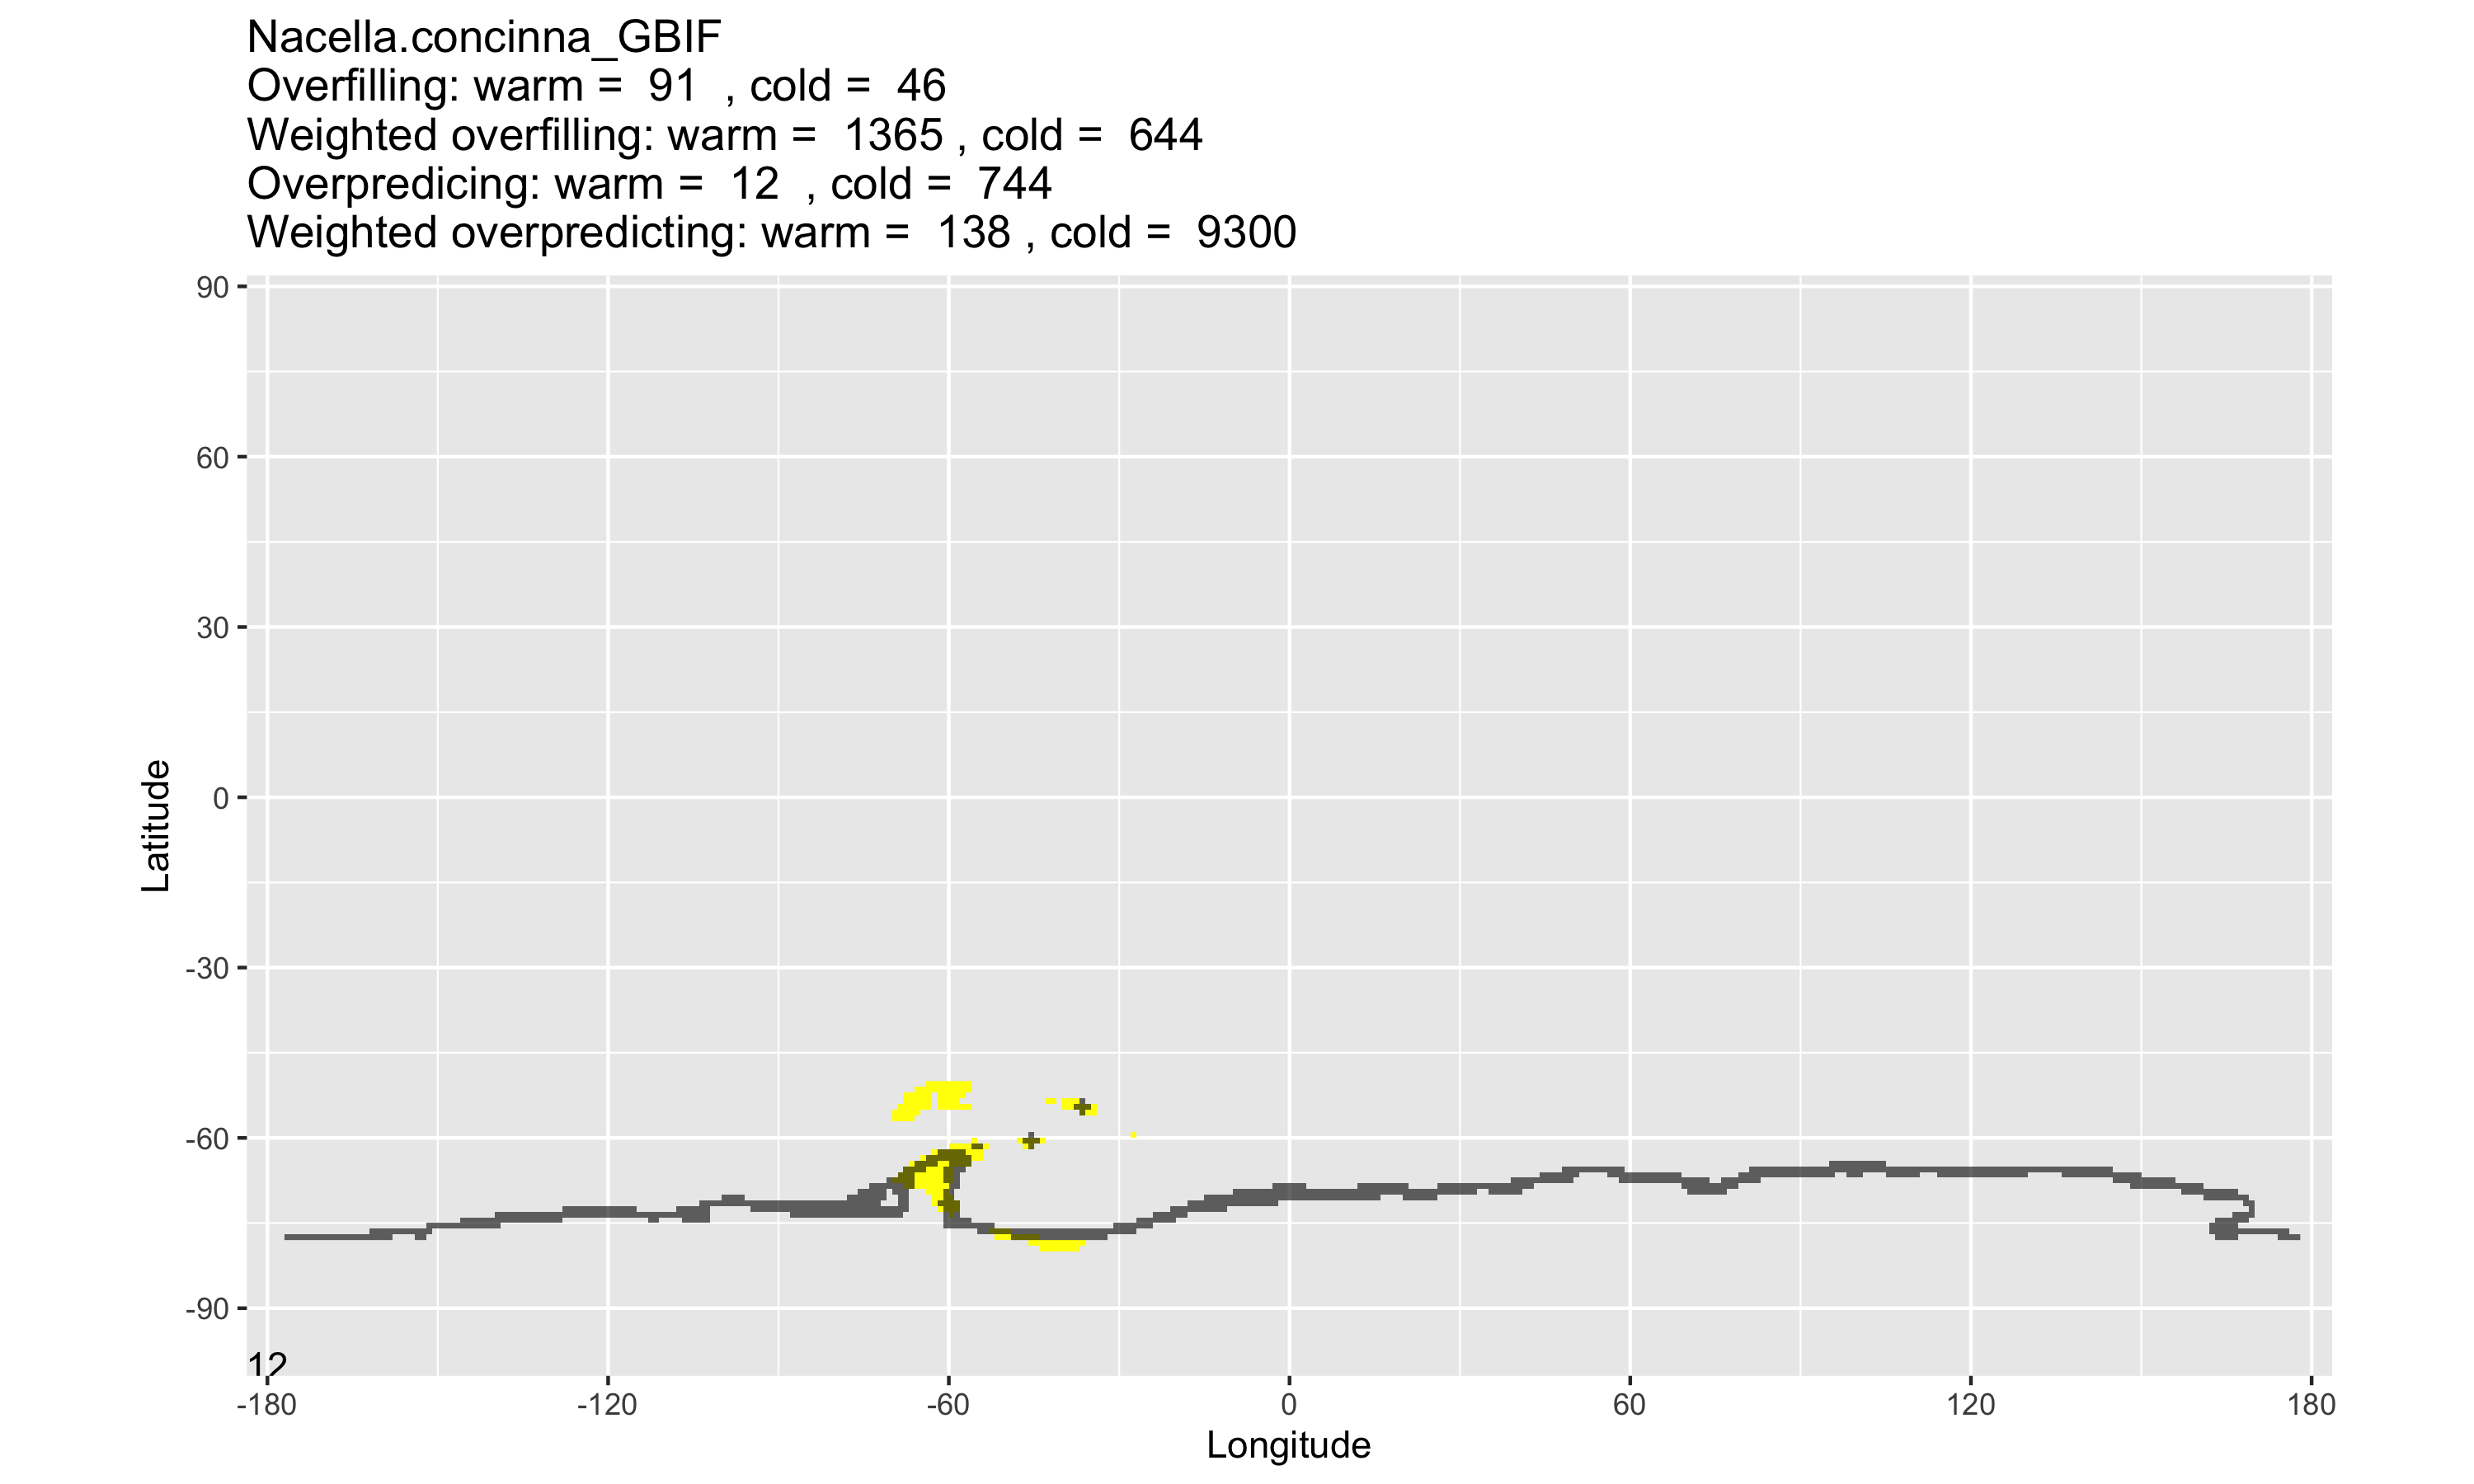 Nacella.concinna_GBIF
Overfilling: warm =  91  , cold =  46
Weighted overfilling: warm =  1365 , cold =  644
Overpredicing: warm =  12  , cold =  744
Weighted overpredicting: warm =  138 , cold =  9300
90
60
30
0
-30
-60
-90
Latitude
12
-180
-120
-60
0
60
120
180
Longitude